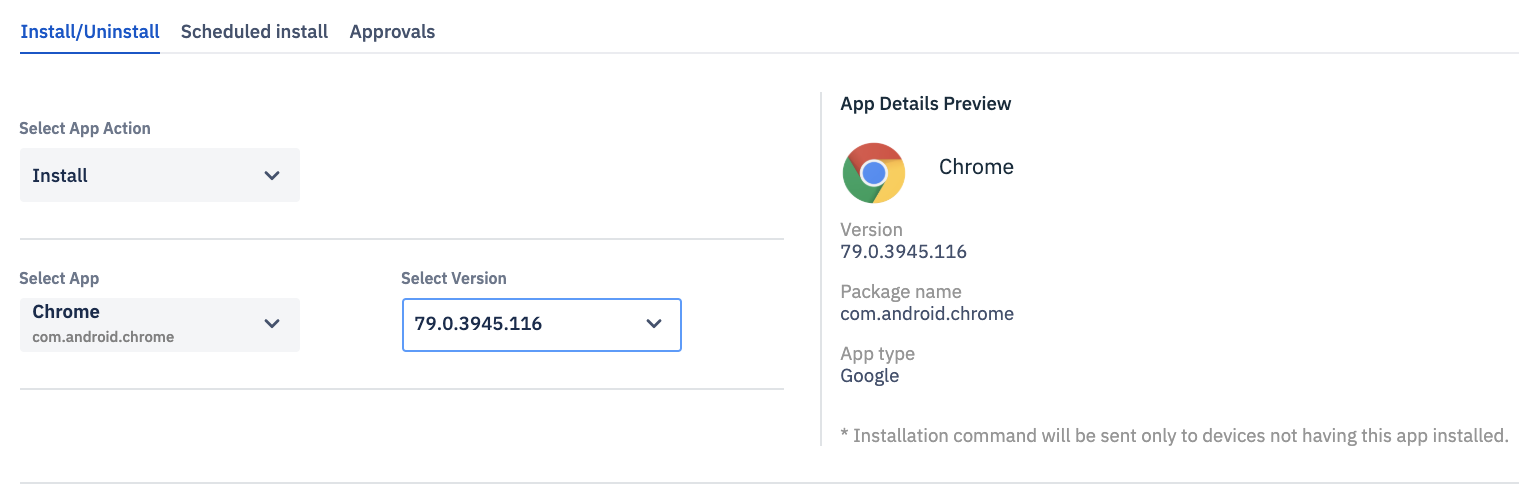 Install/Uninstall Scheduled install Approvals
Select App Action
Install
Select App
Chrome
com.android.chrome
Select Version
79.0.3945.116
App Details Preview
Chrome
Version
79.0.3945.116
Package name
com.android.chrome
App type
Google
* Installation command will be sent only to devices not having this app installed.